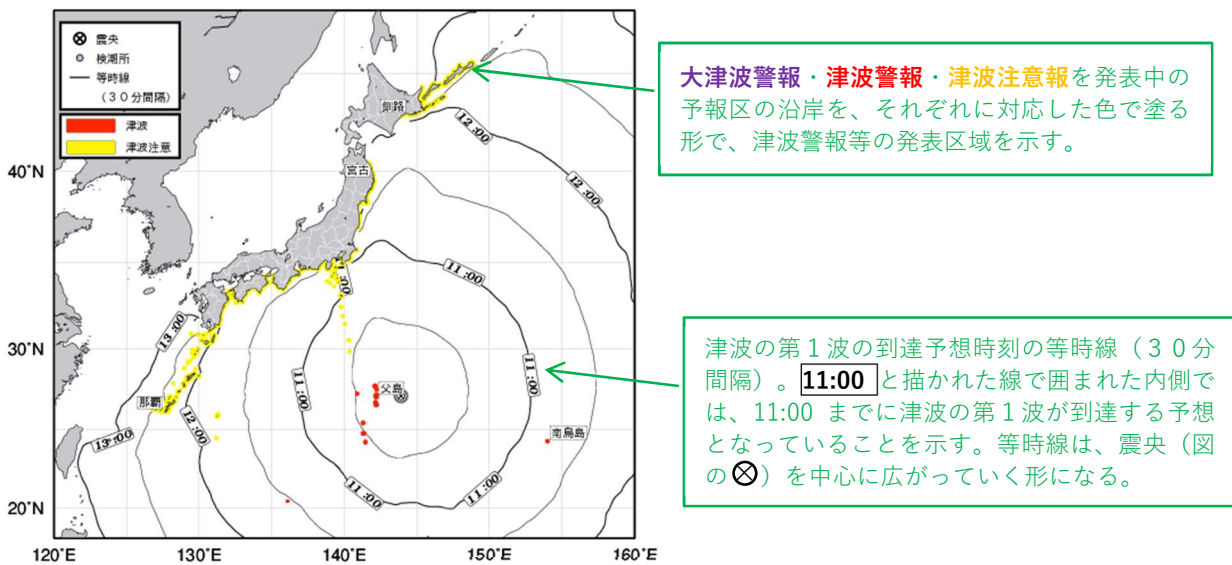 震央
検潮所
等時線
(３０分間隔)
津波
津波注意
釧路
宮古
父島
南鳥島
那覇
12:00
12:00
11:00
11:00
11:00
11:00
11:00
11:00
13:00
12:00
13:00
40°N
30°N
20°N
120°E
130°E
140°E
150°E
160°E
大津波警報・津波警報・津波注意報を発表中の
予報区の沿岸を、それぞれに対応した色で塗る
形で、津波警報等の発表区域を示す。
津波の第１波の到達予想時刻の等時線（３０分
間隔）。11:00 と描かれた線で囲まれた内側で
は、11:00 までに津波の第１波が到達する予想
となっていることを示す。等時線は、震央（図
の⊗）を中心に広がっていく形になる。